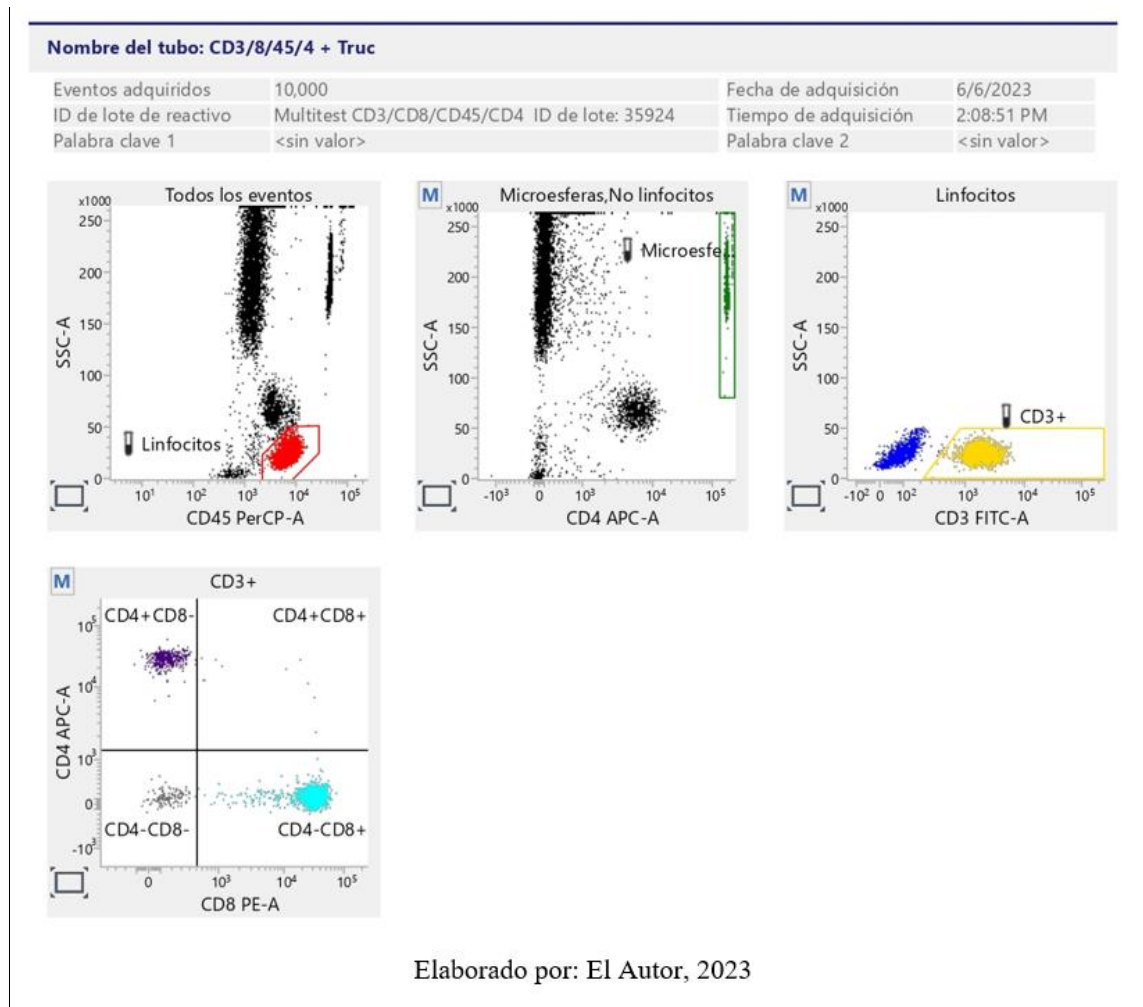 Nombre del tubo: CD3/8/45/4 + Truc
Eventos adquiridos 10,000 Fecha de adquisición 6/6/2023
ID de lote de reactivo Multitest CD3/CD8/CD45/CD4 ID de lote: 35924 Tiempo de adquisición 2:08:51 PM
Palabra clave 1 <sin valor> Palabra clave 2 <sin valor>
Todos los eventos
x1000
250
200
150
100
50
0
SSC-A
Linfocitos
10¹ 10² 10³ 10⁴ 10⁵
CD45 PerCP-A
M
Microesferas,No linfocitos
x1000
250
200
150
100
50
0
SSC-A
Microesfe
-10³ 0 10³ 10⁴ 10⁵
CD4 APC-A
M
Linfocitos
x1000
250
200
150
100
50
0
SSC-A
CD3+
-10² 0 10² 10³ 10⁴ 10⁵
CD3 FITC-A
M
CD3+
CD4+CD8- CD4+CD8+
10⁵
10⁴
10³
0
-10³
CD4 APC-A
CD4-CD8- CD4-CD8+
0 10³ 10⁴ 10⁵
CD8 PE-A
Elaborado por: El Autor, 2023